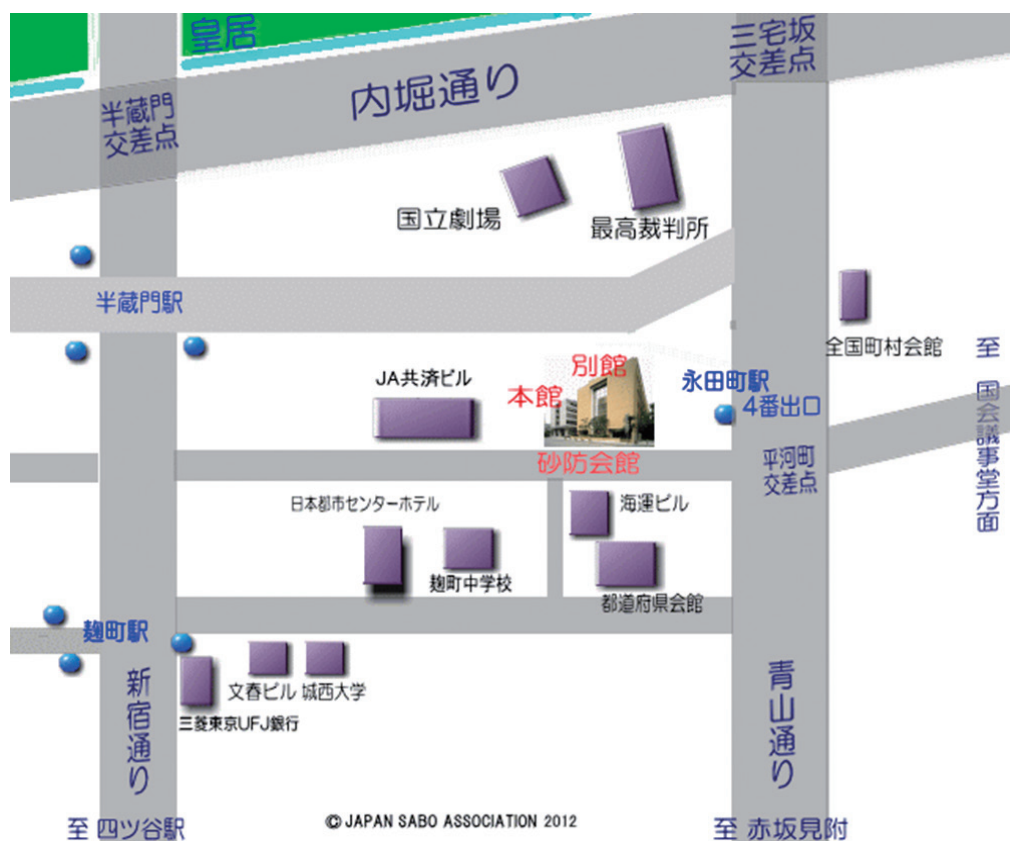 皇居
三宅坂
交差点
内堀通り
半蔵門
交差点
国立劇場
最高裁判所
半蔵門駅
全国町村会館
至 国会議事堂方面
JA共済ビル
別館
本館
永田町駅
4番出口
砂防会館
平河町
交差点
日本都市センターホテル
海運ビル
麹町中学校
都道府県会館
麹町駅
文春ビル
城西大学
三菱東京UFJ銀行
新宿通り
青山通り
至 四ツ谷駅
© JAPAN SABO ASSOCIATION 2012
至 赤坂見附